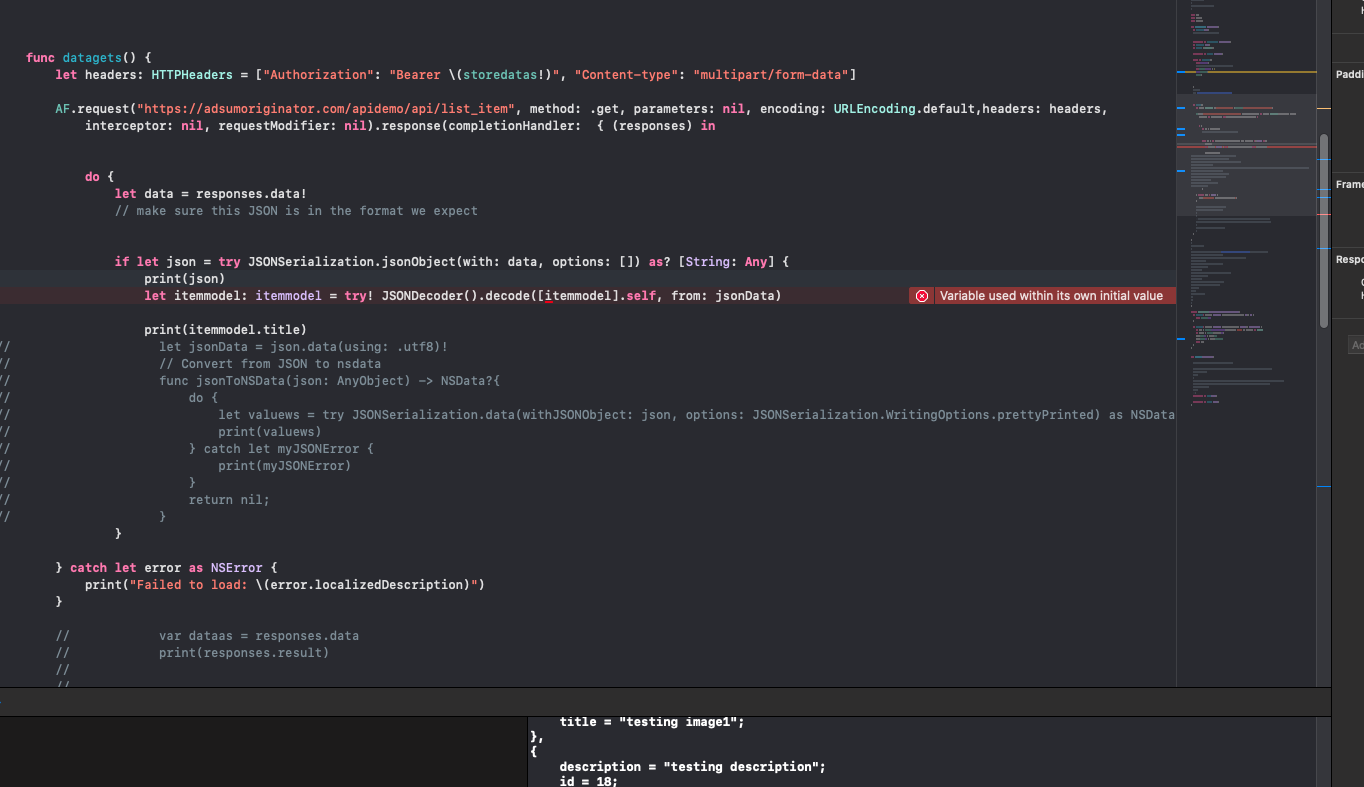 func datagets() {
let headers: HTTPHeaders = ["Authorization": "Bearer \(storedatas!)", "Content-type": "multipart/form-data"]
AF.request("https://adsumoriginator.com/apidemo/api/list_item", method: .get, parameters: nil, encoding: URLEncoding.default,headers: headers,
interceptor: nil, requestModifier: nil).response(completionHandler:  { (responses) in
do {
let data = responses.data!
// make sure this JSON is in the format we expect
if let json = try JSONSerialization.jsonObject(with: data, options: []) as? [String: Any] {
print(json)
let itemmodel: itemmodel = try! JSONDecoder().decode([itemmodel].self, from: jsonData)
Variable used within its own initial value
print(itemmodel.title)
// let jsonData = json.data(using: .utf8)!
// // Convert from JSON to nsdata
// func jsonToNSData(json: AnyObject) -> NSData?{
// do {
// let valuews = try JSONSerialization.data(withJSONObject: json, options: JSONSerialization.WritingOptions.prettyPrinted) as NSData
// print(valuews)
// } catch let myJSONError {
// print(myJSONError)
// }
// return nil;
// }
}
} catch let error as NSError {
print("Failed to load: \(error.localizedDescription)")
}
// var dataas = responses.data
// print(responses.result)
//
//
title = "testing image1";
},
{
description = "testing description";
id = 18;
Paddi
Frame
Respo
Ad